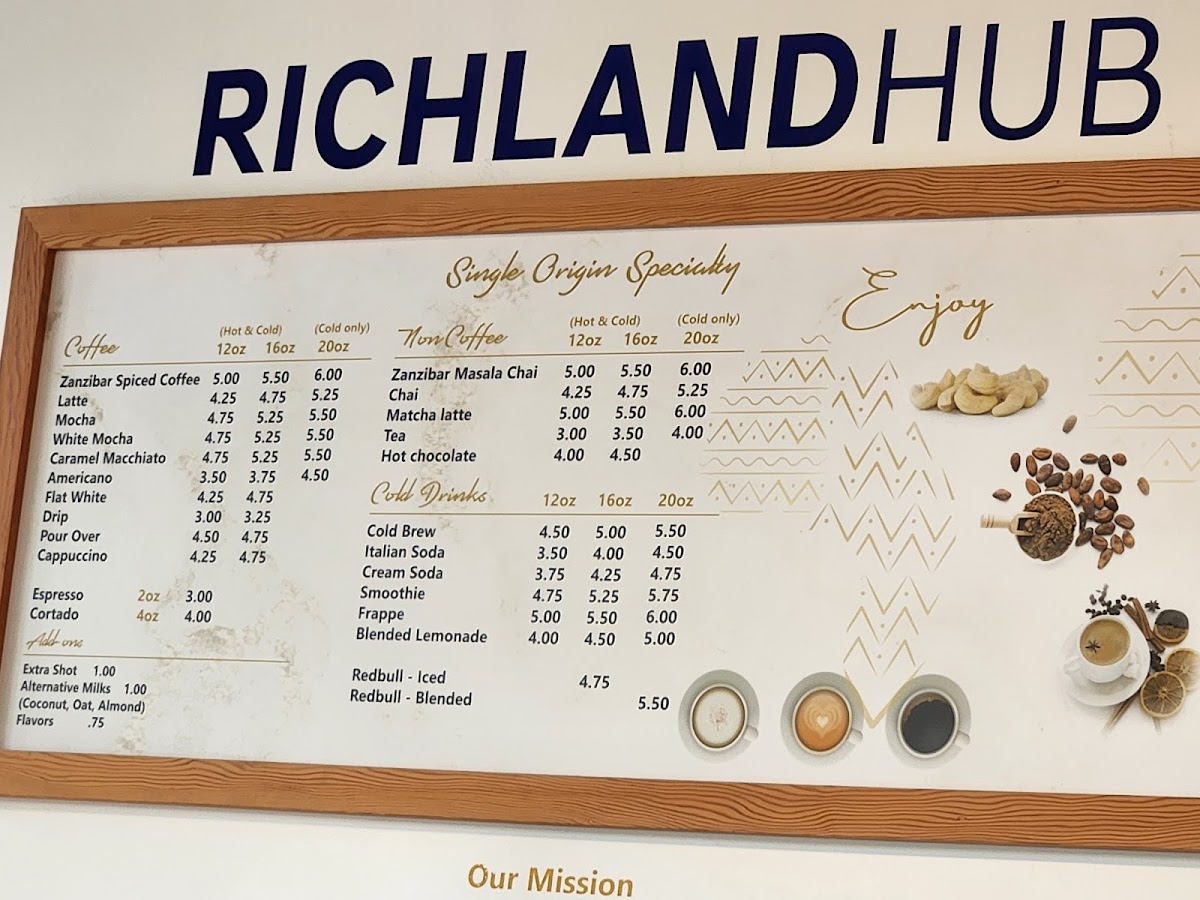 RICHLANDHUB
Single Origin Specialty
Enjoy
Coffee (Hot & Cold) (Cold only)
12oz 16oz 20oz
Zanzibar Spiced Coffee 5.00 5.50 6.00
Latte 4.25 4.75 5.25
Mocha 4.75 5.25 5.50
White Mocha 4.75 5.25 5.50
Caramel Macchiato 4.75 5.25 5.50
Americano 3.50 3.75 4.50
Flat White 4.25 4.75
Drip 3.00 3.25
Pour Over 4.50 4.75
Cappuccino 4.25 4.75
Espresso 2oz 3.00
Cortado 4oz 4.00
Add ons
Extra Shot 1.00
Alternative Milks 1.00
(Coconut, Oat, Almond)
Flavors .75
Non Coffee (Hot & Cold) (Cold only)
12oz 16oz 20oz
Zanzibar Masala Chai 5.00 5.50 6.00
Chai 4.25 4.75 5.25
Matcha latte 5.00 5.50 6.00
Tea 3.00 3.50 4.00
Hot chocolate 4.00 4.50
Cold Drinks 12oz 16oz 20oz
Cold Brew 4.50 5.00 5.50
Italian Soda 3.50 4.00 4.50
Cream Soda 3.75 4.25 4.75
Smoothie 4.75 5.25 5.75
Frappe 5.00 5.50 6.00
Blended Lemonade 4.00 4.50 5.00
Redbull - Iced 4.75
Redbull - Blended 5.50
Our Mission